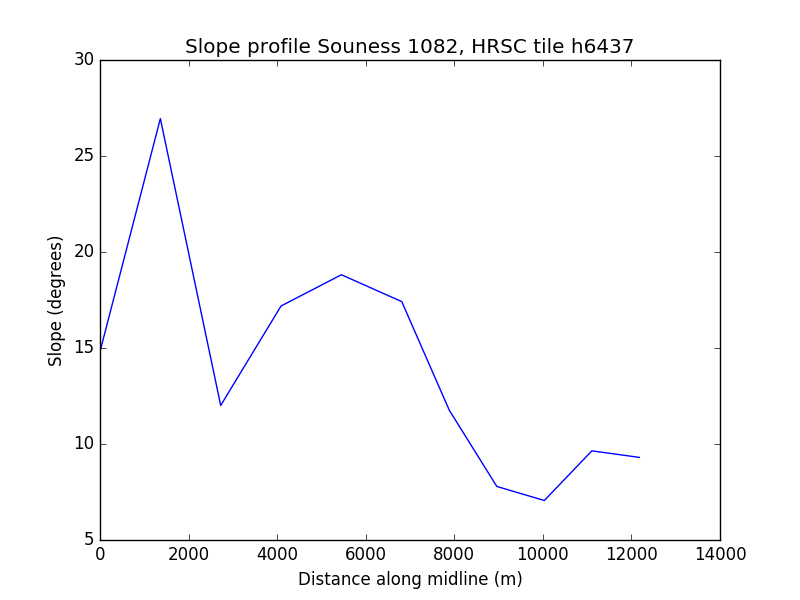 Slope profile Souness 1082, HRSC tile h6437
30
25
20
15
10
5
Slope (degrees)
0 2000 4000 6000 8000 10000 12000 14000
Distance along midline (m)